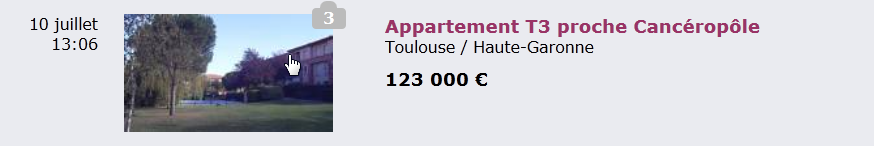 10 juillet
13:06
3
Appartement T3 proche Cancéropôle
Toulouse / Haute-Garonne
123 000 €